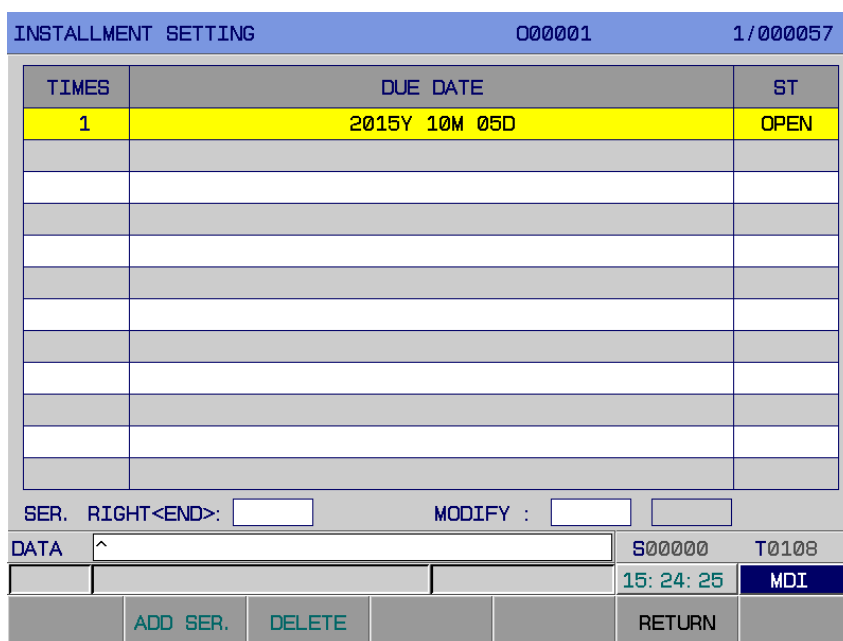 INSTALLMENT SETTING O00001 1/000057
TIMES DUE DATE ST
1 2015Y 10M 05D OPEN
SER. RIGHT<END>: MODIFY :
DATA ^ S00000 T0108
15: 24: 25 MDI
ADD SER. DELETE RETURN